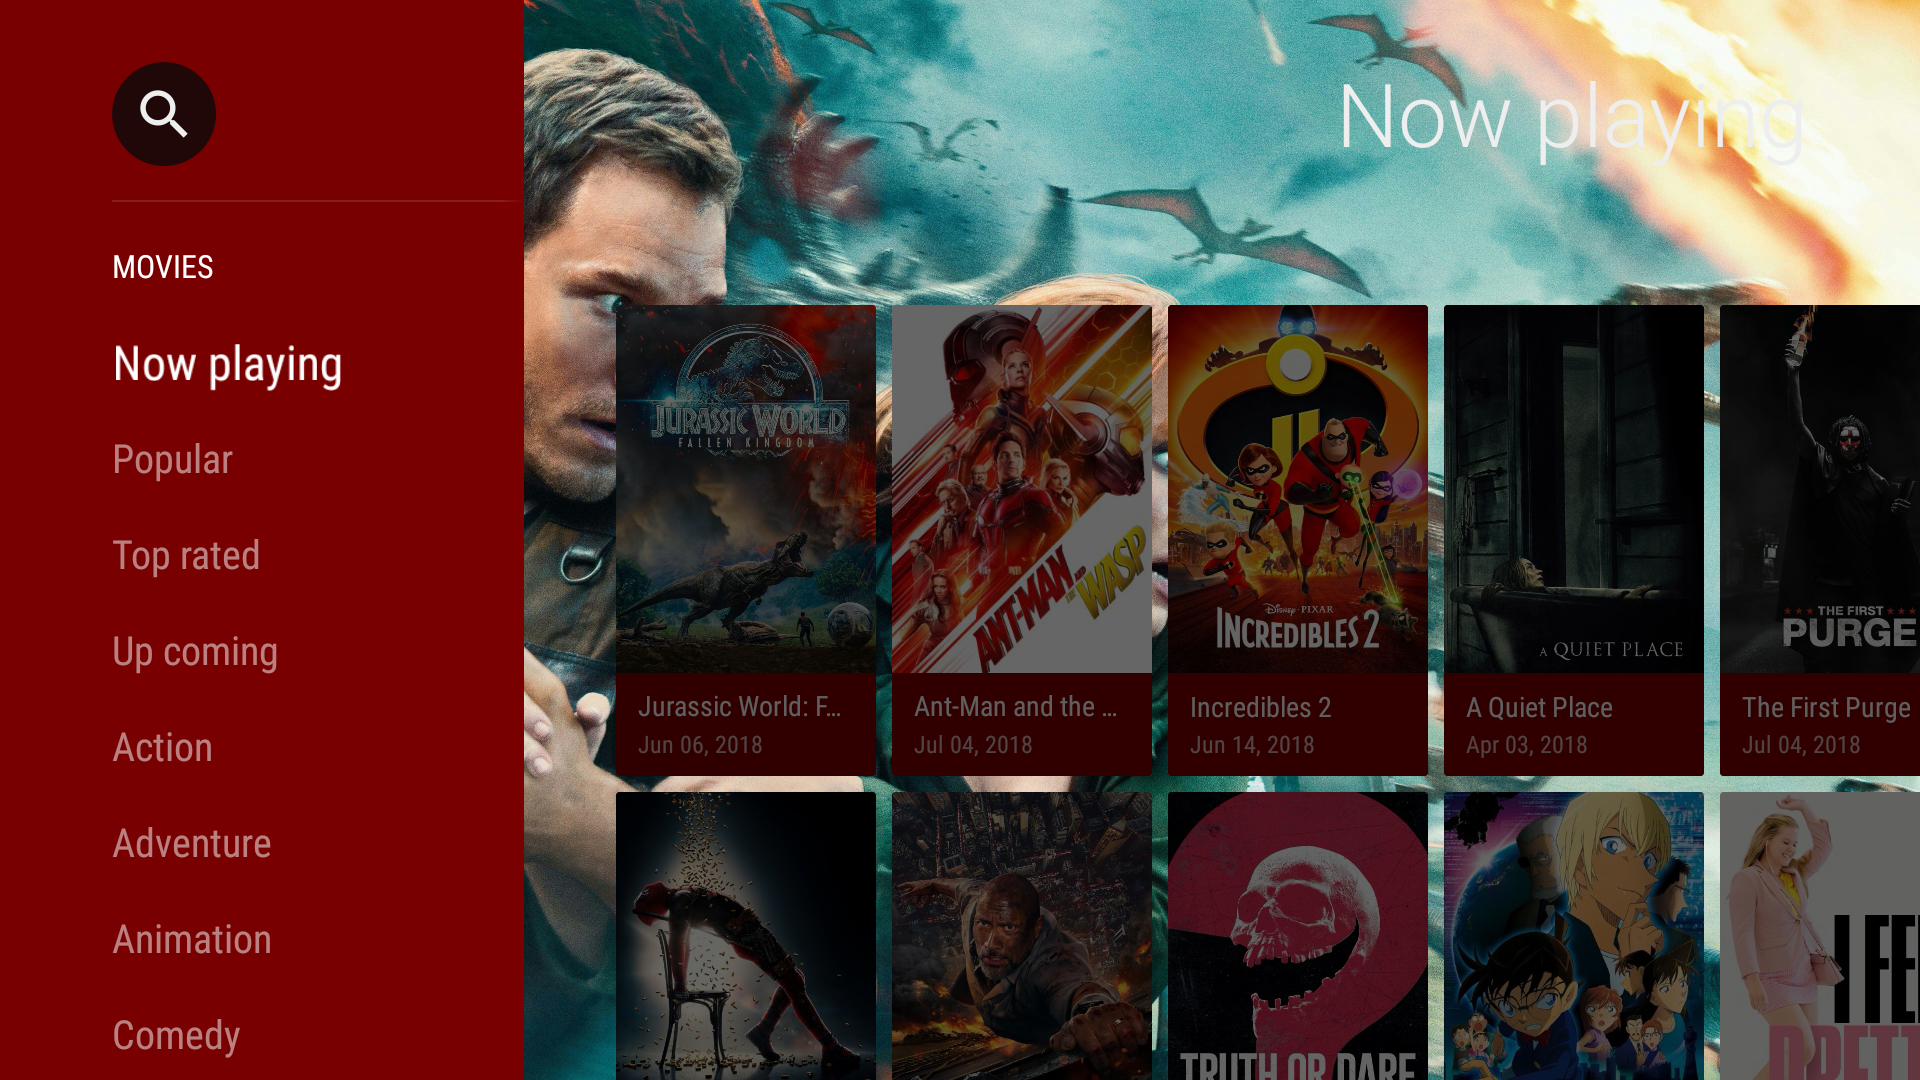 MOVIES
Now playing
Popular
Top rated
Up coming
Action
Adventure
Animation
Comedy
Now playing
JURASSIC WORLD
FALLEN KINGDOM
ANT-MAN
AND THE
WASP
Disney · PIXAR
INCREDIBLES 2
A QUIET PLACE
THE FIRST
PURGE
Jurassic World: F...
Jun 06, 2018
Ant-Man and the ...
Jul 04, 2018
Incredibles 2
Jun 14, 2018
A Quiet Place
Apr 03, 2018
The First Purge
Jul 04, 2018
TRUTH OR DARE
I FE
PRETT